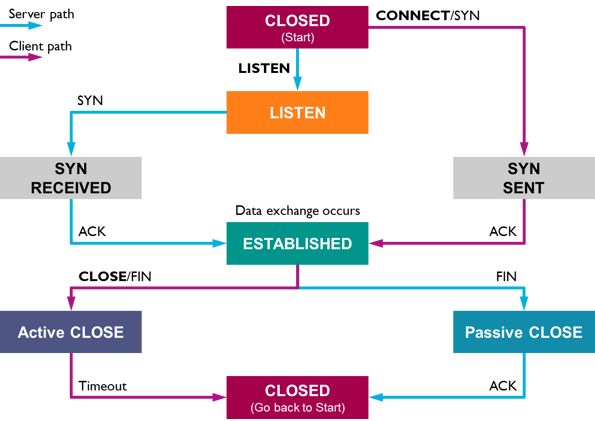 Server path
Client path
CLOSED
(Start)
CONNECT/SYN
LISTEN
SYN
LISTEN
SYN
RECEIVED
SYN
SENT
Data exchange occurs
ACK
ESTABLISHED
ACK
CLOSE/FIN
FIN
Active CLOSE
Passive CLOSE
Timeout
CLOSED
(Go back to Start)
ACK